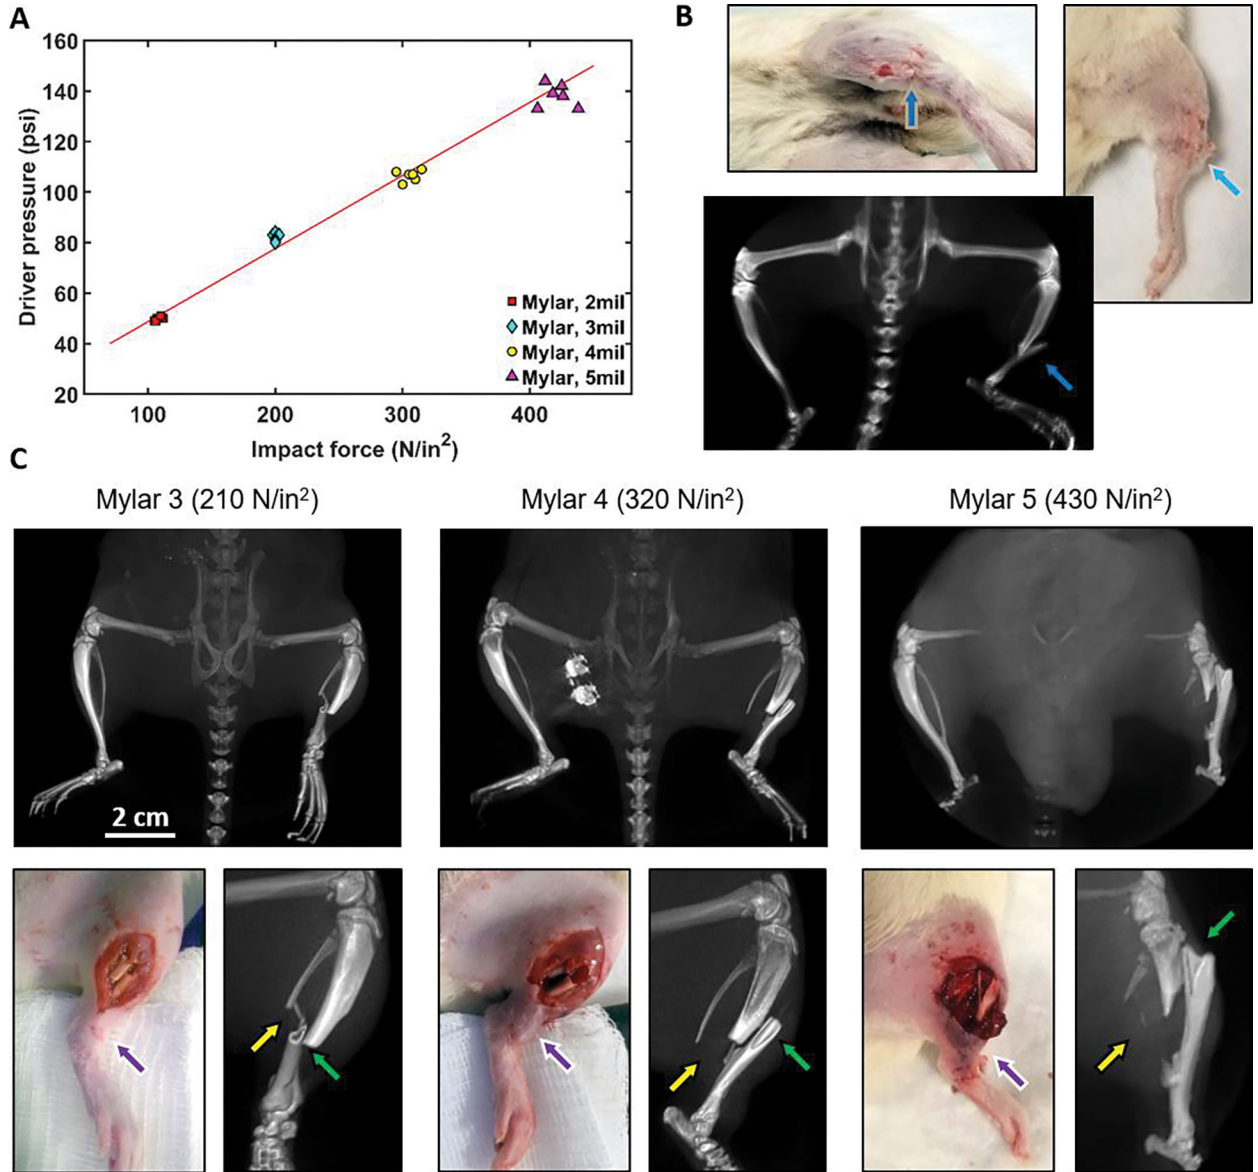 A
160
140
120
100
80
60
40
20
Driver pressure (psi)
100
200
300
400
Impact force (N/in²)
Mylar, 2mil
Mylar, 3mil
Mylar, 4mil
Mylar, 5mil
B
C
Mylar 3 (210 N/in²)
Mylar 4 (320 N/in²)
Mylar 5 (430 N/in²)
2 cm